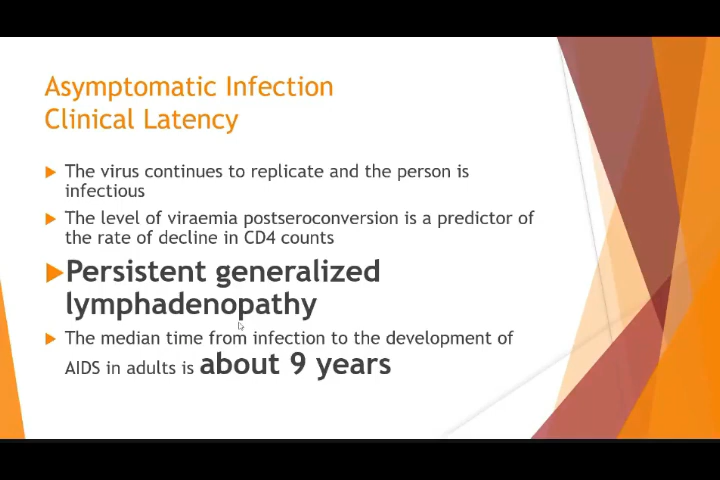 Asymptomatic Infection
Clinical Latency
The virus continues to replicate and the person is
infectious
The level of viraemia postseroconversion is a predictor of
the rate of decline in CD4 counts
Persistent generalized
lymphadenopathy
The median time from infection to the development of
AIDS in adults is about 9 years